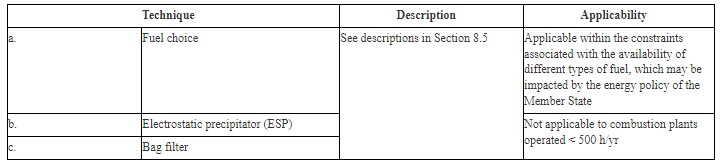 Technique Description Applicability
a. Fuel choice See descriptions in Section 8.5 Applicable within the constraints
associated with the availability of
different types of fuel, which may be
impacted by the energy policy of the
Member State
b. Electrostatic precipitator (ESP) Not applicable to combustion plants
operated < 500 h/yr
c. Bag filter